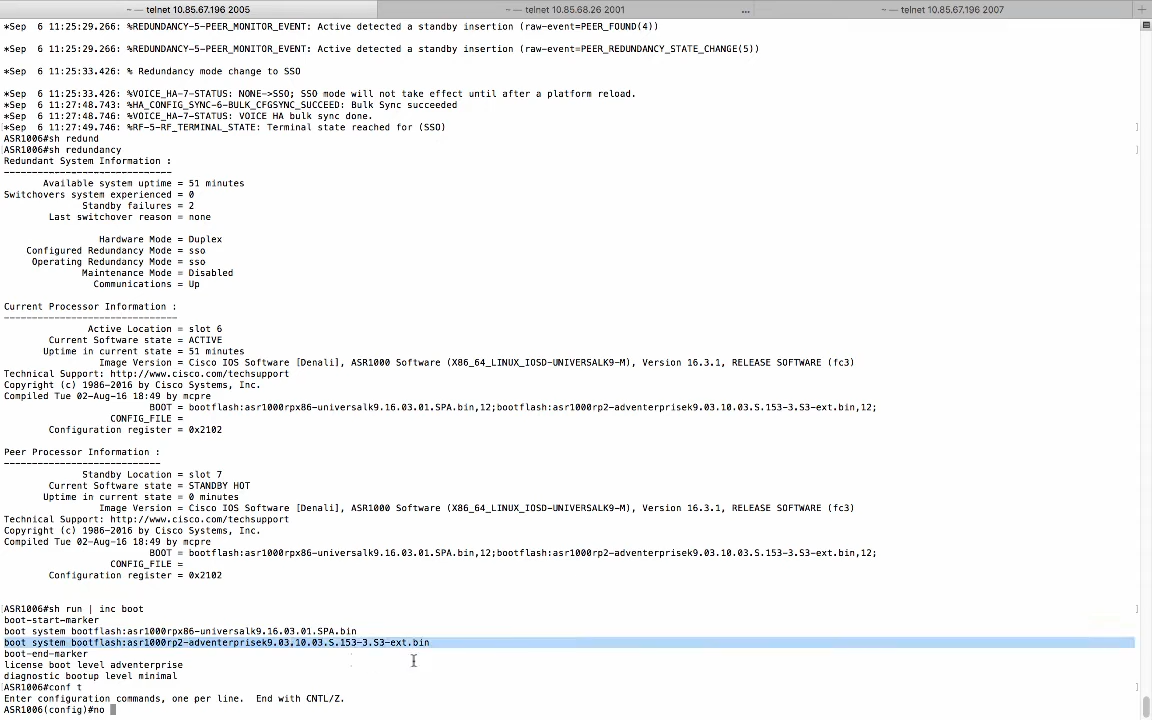 ~ — telnet 10.85.67.196 2005
~ — telnet 10.85.68.26 2001
...
~ — telnet 10.85.67.196 2007
+
*Sep  6 11:25:29.266: %REDUNDANCY-5-PEER_MONITOR_EVENT: Active detected a standby insertion (raw-event=PEER_FOUND(4))
*Sep  6 11:25:29.266: %REDUNDANCY-5-PEER_MONITOR_EVENT: Active detected a standby insertion (raw-event=PEER_REDUNDANCY_STATE_CHANGE(5))
*Sep  6 11:25:33.426: % Redundancy mode change to SSO
*Sep  6 11:25:33.426: %VOICE_HA-7-STATUS: NONE->SSO; SSO mode will not take effect until after a platform reload.
*Sep  6 11:27:48.743: %HA_CONFIG_SYNC-6-BULK_CFGSYNC_SUCCEED: Bulk Sync succeeded
*Sep  6 11:27:48.746: %VOICE_HA-7-STATUS: VOICE HA bulk sync done.
*Sep  6 11:27:49.746: %RF-5-RF_TERMINAL_STATE: Terminal state reached for (SSO)
ASR1006#sh redund
ASR1006#sh redundancy
Redundant System Information :
------------------------------
Available system uptime = 51 minutes
Switchovers system experienced = 0
Standby failures = 2
Last switchover reason = none
Hardware Mode = Duplex
Configured Redundancy Mode = sso
Operating Redundancy Mode = sso
Maintenance Mode = Disabled
Communications = Up
Current Processor Information :
-------------------------------
Active Location = slot 6
Current Software state = ACTIVE
Uptime in current state = 51 minutes
Image Version = Cisco IOS Software [Denali], ASR1000 Software (X86_64_LINUX_IOSD-UNIVERSALK9-M), Version 16.3.1, RELEASE SOFTWARE (fc3)
Technical Support: http://www.cisco.com/techsupport
Copyright (c) 1986-2016 by Cisco Systems, Inc.
Compiled Tue 02-Aug-16 18:49 by mcpre
BOOT = bootflash:asr1000rpx86-universalk9.16.03.01.SPA.bin,12;bootflash:asr1000rp2-adventerprisek9.03.10.03.S.153-3.S3-ext.bin,12;
CONFIG_FILE =
Configuration register = 0x2102
Peer Processor Information :
----------------------------
Standby Location = slot 7
Current Software state = STANDBY HOT
Uptime in current state = 0 minutes
Image Version = Cisco IOS Software [Denali], ASR1000 Software (X86_64_LINUX_IOSD-UNIVERSALK9-M), Version 16.3.1, RELEASE SOFTWARE (fc3)
Technical Support: http://www.cisco.com/techsupport
Copyright (c) 1986-2016 by Cisco Systems, Inc.
Compiled Tue 02-Aug-16 18:49 by mcpre
BOOT = bootflash:asr1000rpx86-universalk9.16.03.01.SPA.bin,12;bootflash:asr1000rp2-adventerprisek9.03.10.03.S.153-3.S3-ext.bin,12;
CONFIG_FILE =
Configuration register = 0x2102
ASR1006#sh run | inc boot
boot-start-marker
boot system bootflash:asr1000rpx86-universalk9.16.03.01.SPA.bin
boot system bootflash:asr1000rp2-adventerprisek9.03.10.03.S.153-3.S3-ext.bin
boot-end-marker
license boot level adventerprise
diagnostic bootup level minimal
ASR1006#conf t
Enter configuration commands, one per line.  End with CNTL/Z.
ASR1006(config)#no